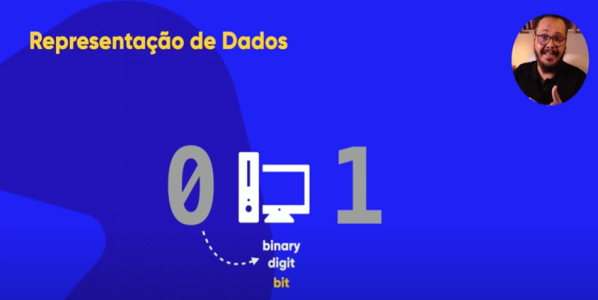 Representação de Dados
0 1
binary
digit
bit